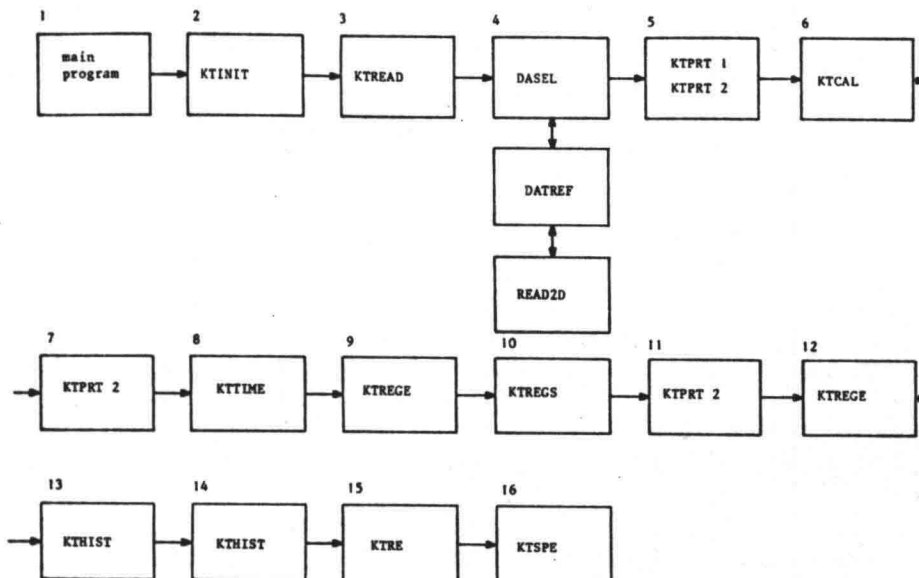 1 2 3 4 5 6
main
program
KTINIT
KTREAD
DASEL
KTPRT 1
KTPRT 2
KTCAL
DATREF
READ2D
7 8 9 10 11 12
KTPRT 2
KTTIME
KTREGE
KTREGS
KTPRT 2
KTREGE
13 14 15 16
KTHIST
KTHIST
KTRE
KTSPE